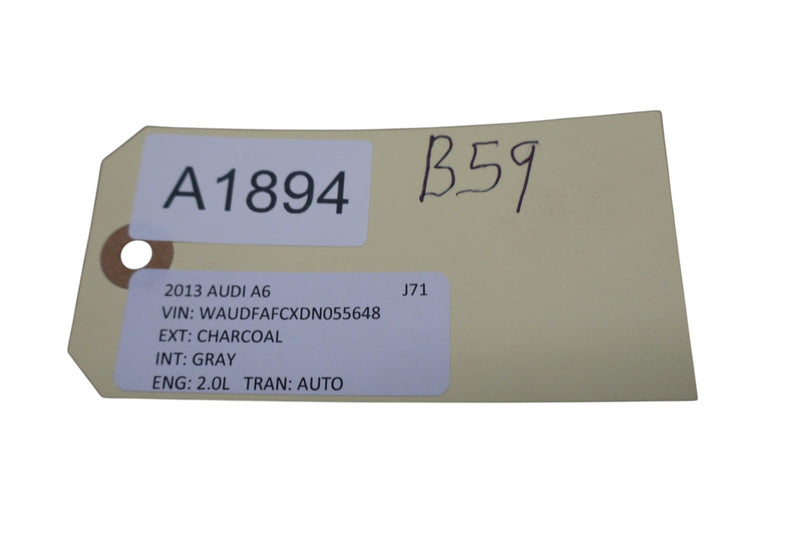 A1894
B59
2013 AUDI A6 J71
VIN: WAUDFAFCXDN055648
EXT: CHARCOAL
INT: GRAY
ENG: 2.0L TRAN: AUTO